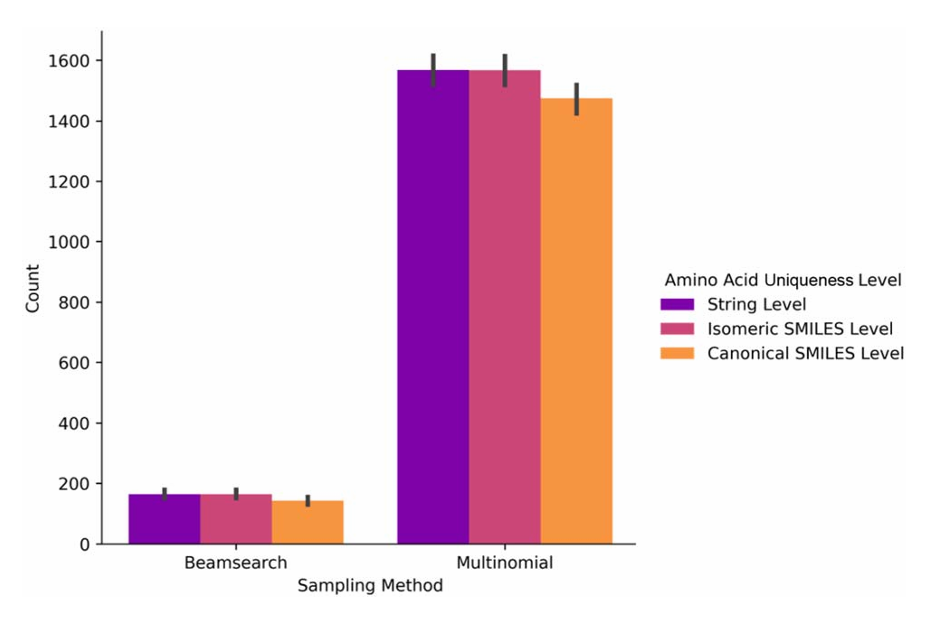 1600
1400
1200
1000
800
600
400
200
0
Count
Beamsearch
Multinomial
Sampling Method
Amino Acid Uniqueness Level
String Level
Isomeric SMILES Level
Canonical SMILES Level